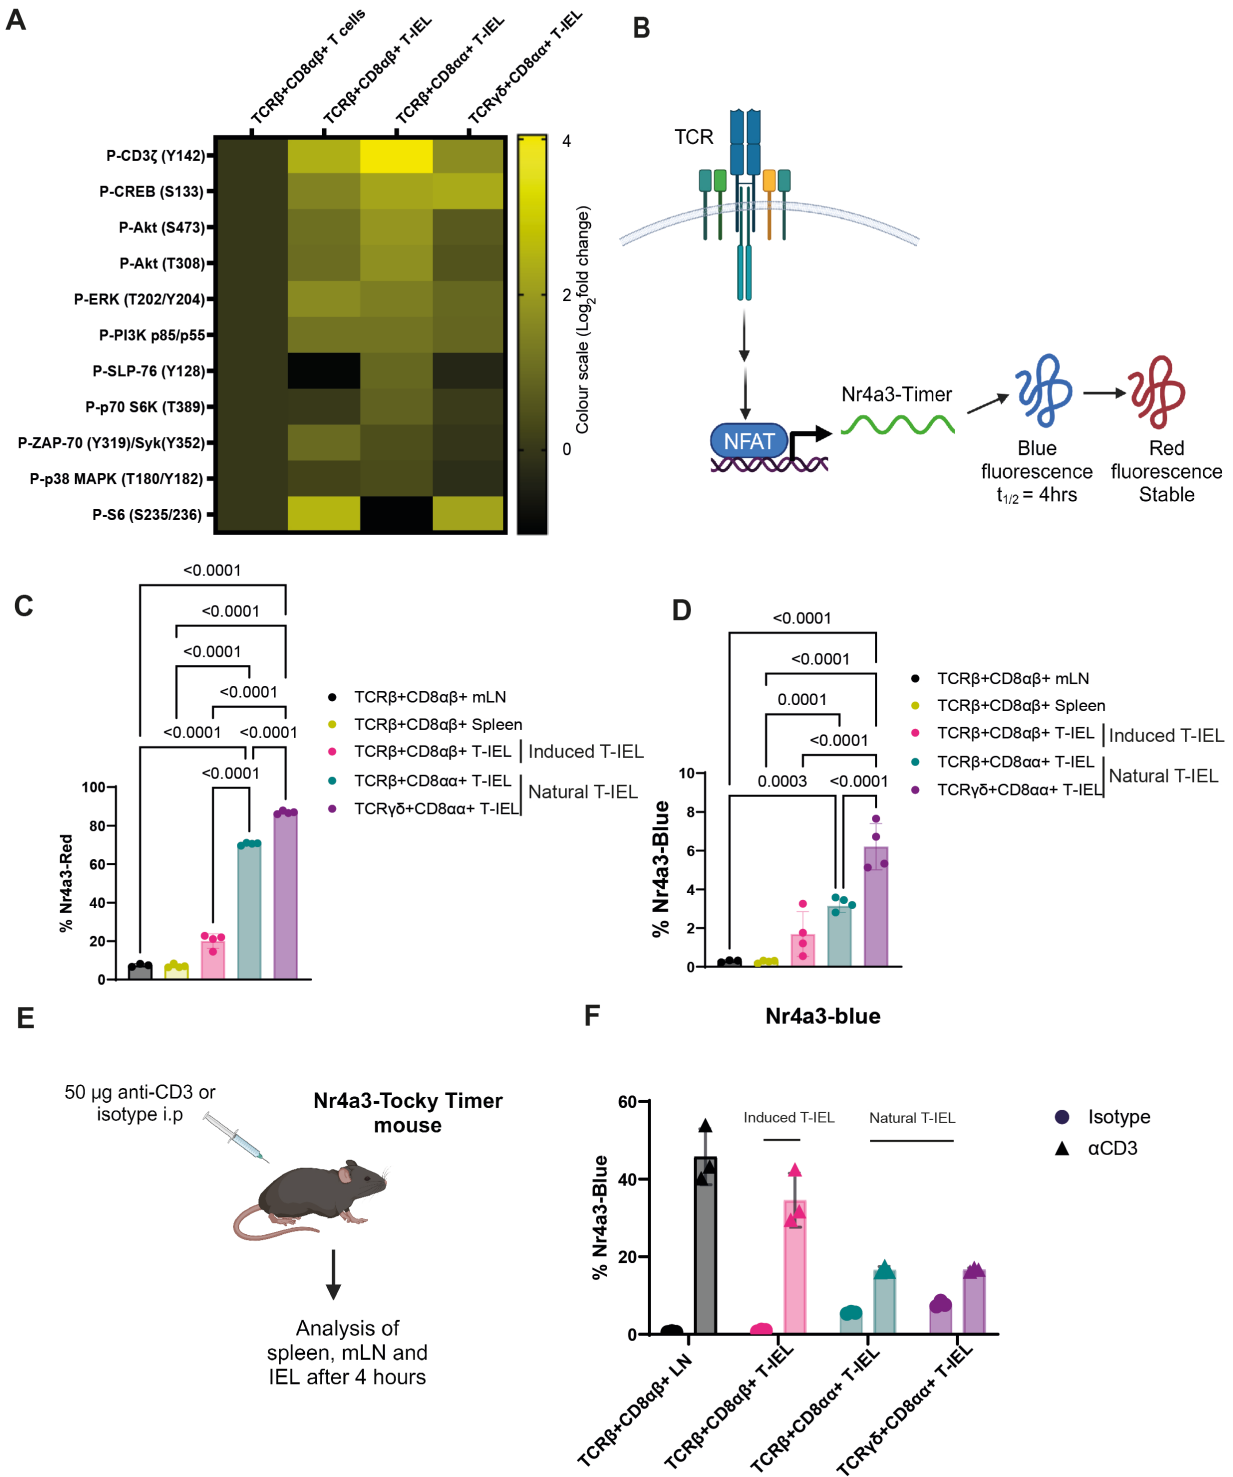 A
TCRβ+CD8αβ+ T cells
TCRβ+CD8αβ+ T-IEL
TCRβ+CD8αα+ T-IEL
TCRγδ+CD8αα+ T-IEL
P-CD3ζ (Y142)
P-CREB (S133)
P-Akt (S473)
P-Akt (T308)
P-ERK (T202/Y204)
P-PI3K p85/p55
P-SLP-76 (Y128)
P-p70 S6K (T389)
P-ZAP-70 (Y319)/Syk(Y352)
P-p38 MAPK (T180/Y182)
P-S6 (S235/236)
4
2
0
Colour scale (Log2 fold change)
B
TCR
NFAT
Nr4a3-Timer
Blue
fluorescence
t1/2 = 4hrs
Red
fluorescence
Stable
C
<0.0001
<0.0001
<0.0001
<0.0001
<0.0001
<0.0001
<0.0001
100
80
60
40
20
0
% Nr4a3-Red
TCRβ+CD8αβ+ mLN
TCRβ+CD8αβ+ Spleen
TCRβ+CD8αβ+ T-IEL
TCRβ+CD8αα+ T-IEL
TCRγδ+CD8αα+ T-IEL
Induced T-IEL
Natural T-IEL
D
<0.0001
<0.0001
0.0001
<0.0001
0.0003
<0.0001
10
8
6
4
2
0
% Nr4a3-Blue
TCRβ+CD8αβ+ mLN
TCRβ+CD8αβ+ Spleen
TCRβ+CD8αβ+ T-IEL
TCRβ+CD8αα+ T-IEL
TCRγδ+CD8αα+ T-IEL
Induced T-IEL
Natural T-IEL
E
50 µg anti-CD3 or
isotype i.p
Nr4a3-Tocky Timer
mouse
Analysis of
spleen, mLN and
IEL after 4 hours
F
Nr4a3-blue
60
40
20
0
% Nr4a3-Blue
Induced T-IEL
Natural T-IEL
Isotype
αCD3
TCRβ+CD8αβ+ LN
TCRβ+CD8αβ+ T-IEL
TCRβ+CD8αα+ T-IEL
TCRγδ+CD8αα+ T-IEL